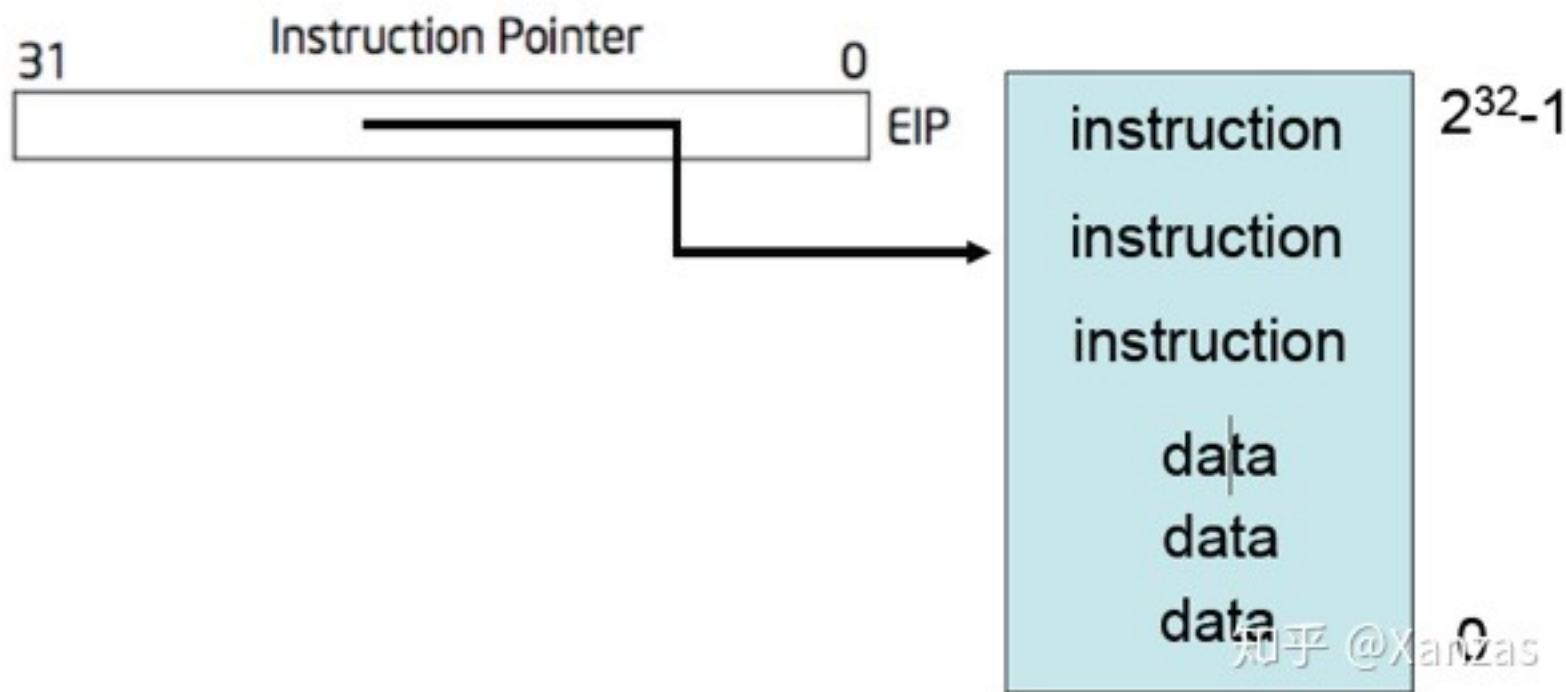 Instruction Pointer
31
0
EIP
instruction
2³²-1
instruction
instruction
data
data
data
0
知乎 @Xanzas